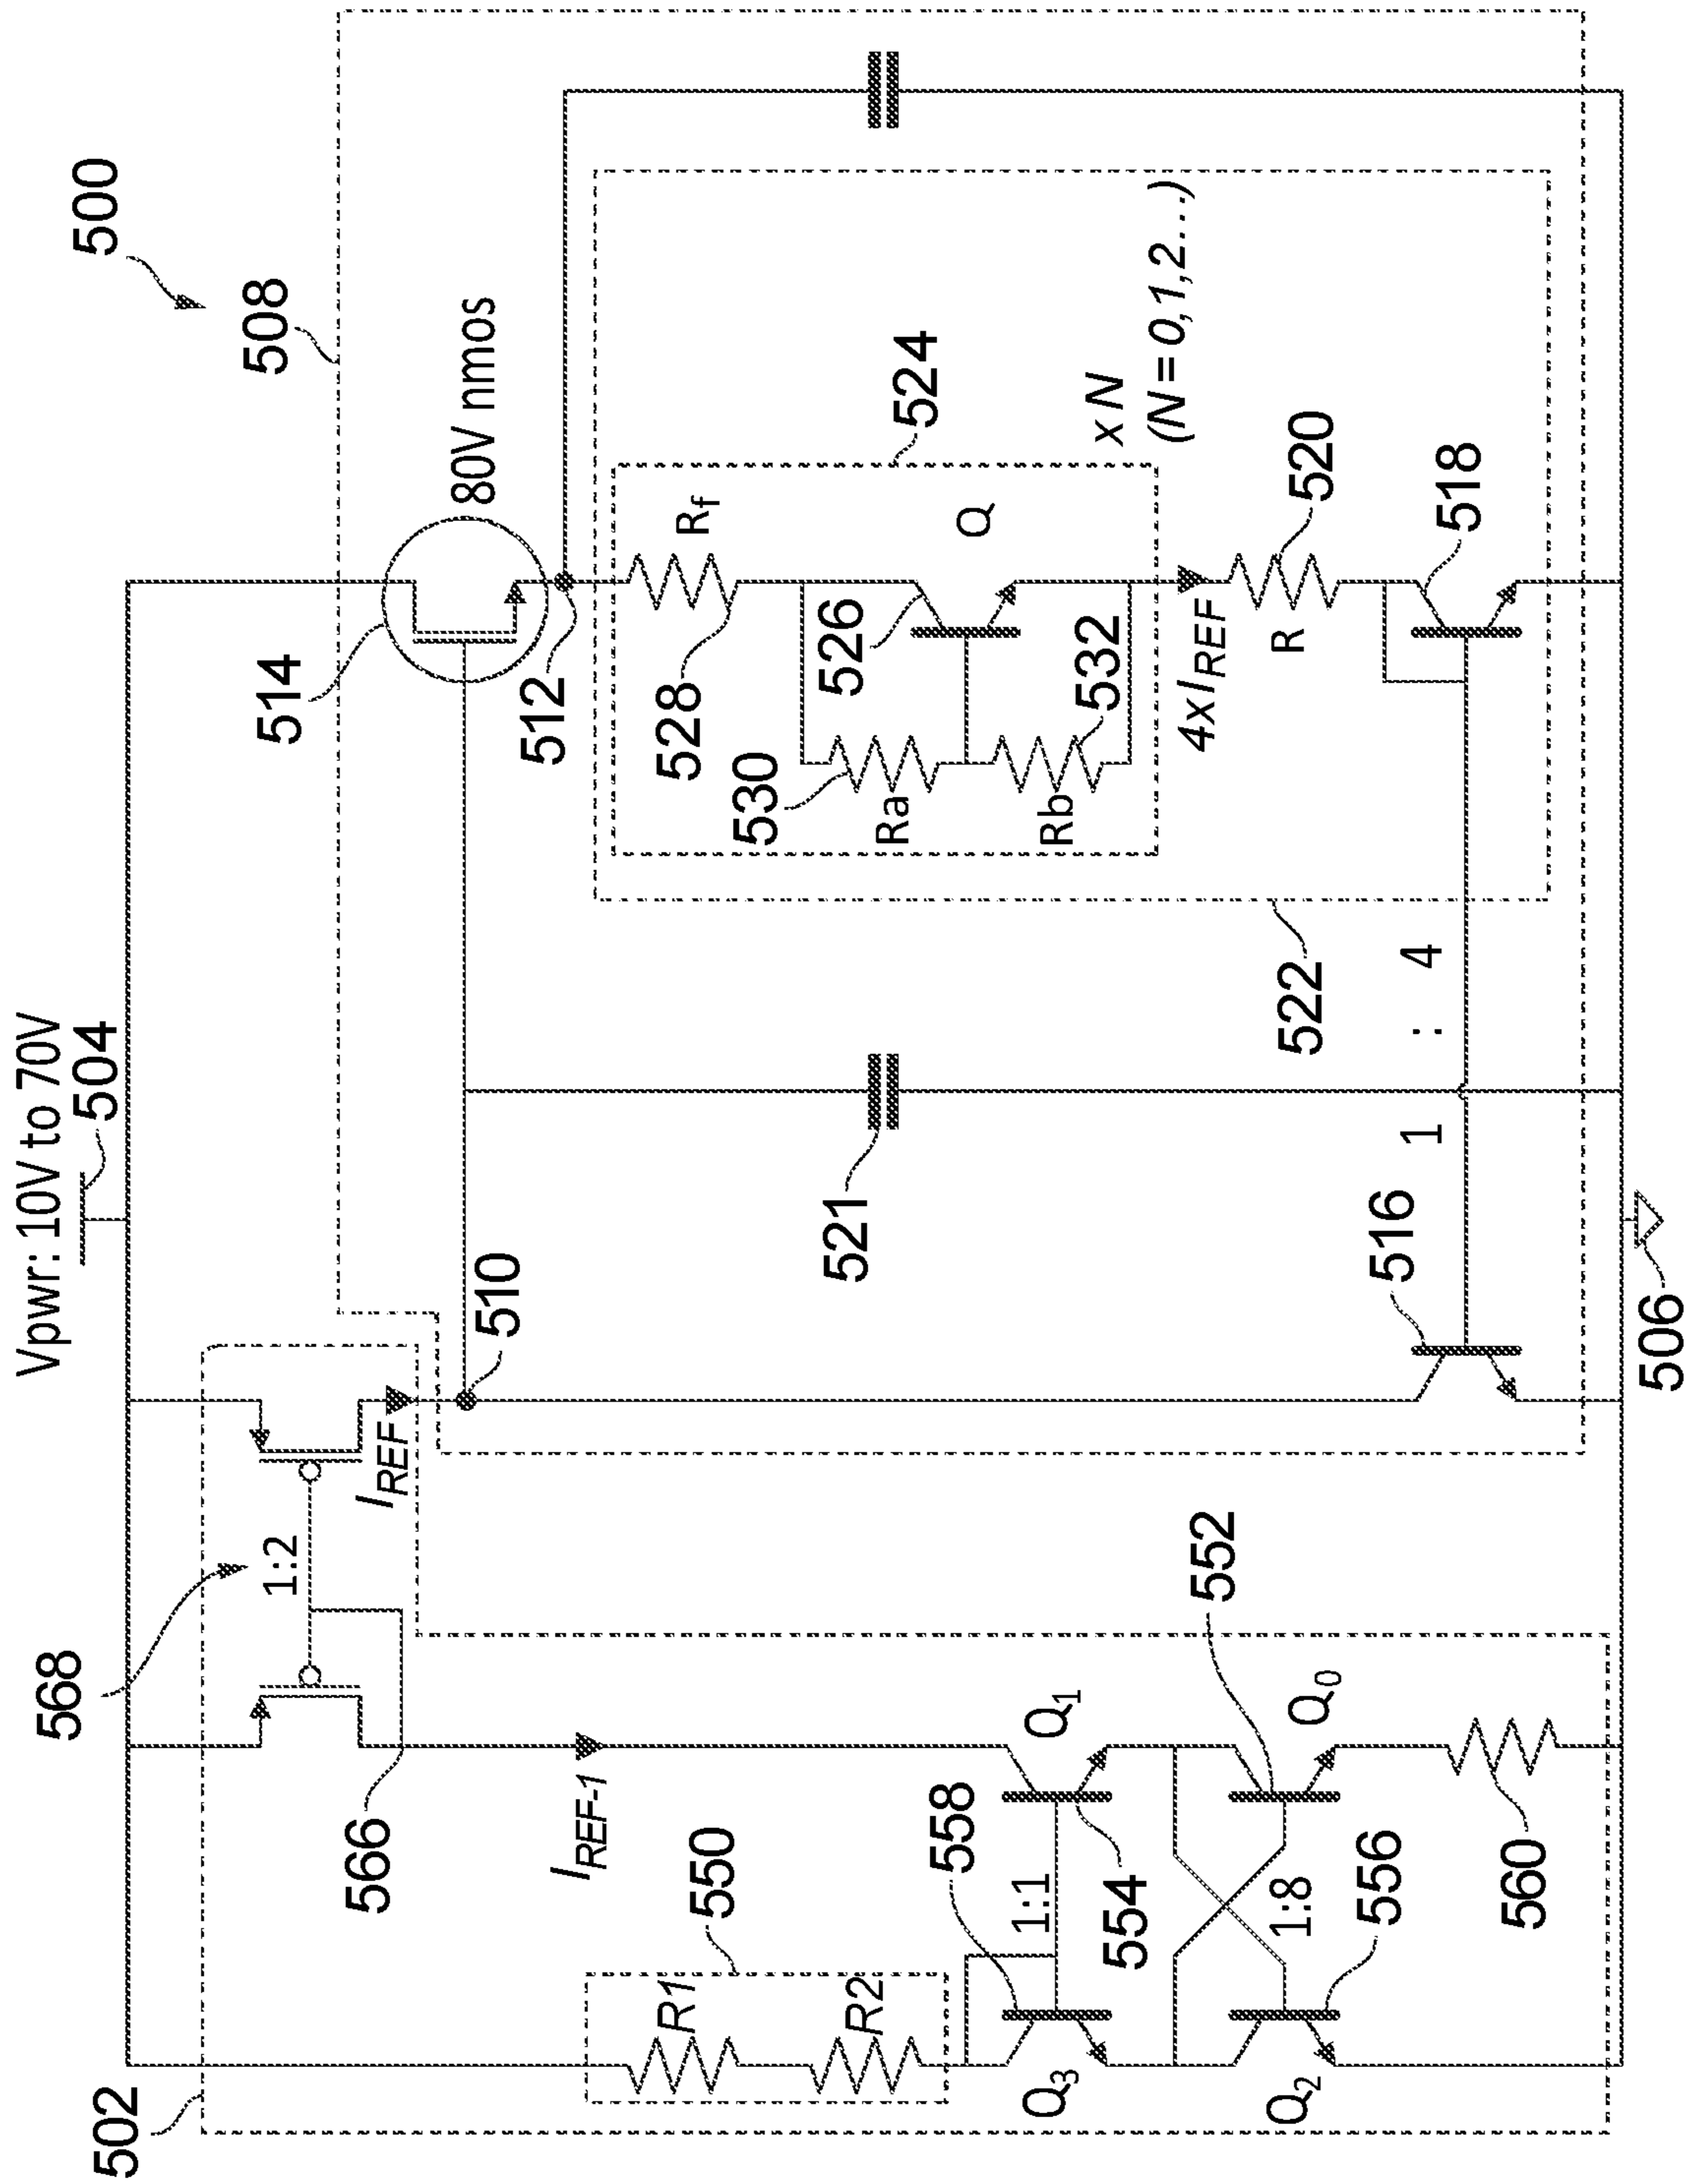 500
Vpwr: 10V to 70V
504
508
514
80V nmos
512
568
1:2
I_REF
510
502
566
I_REF-1
550
R1
R2
528
R_f
524
530
Ra
526
Q
532
Rb
x N
(N = 0,1,2...)
4xI_REF
520
R
518
521
522
1 : 4
516
506
558
Q_3
1:1
Q_1
554
552
1:8
Q_0
Q_2
556
560